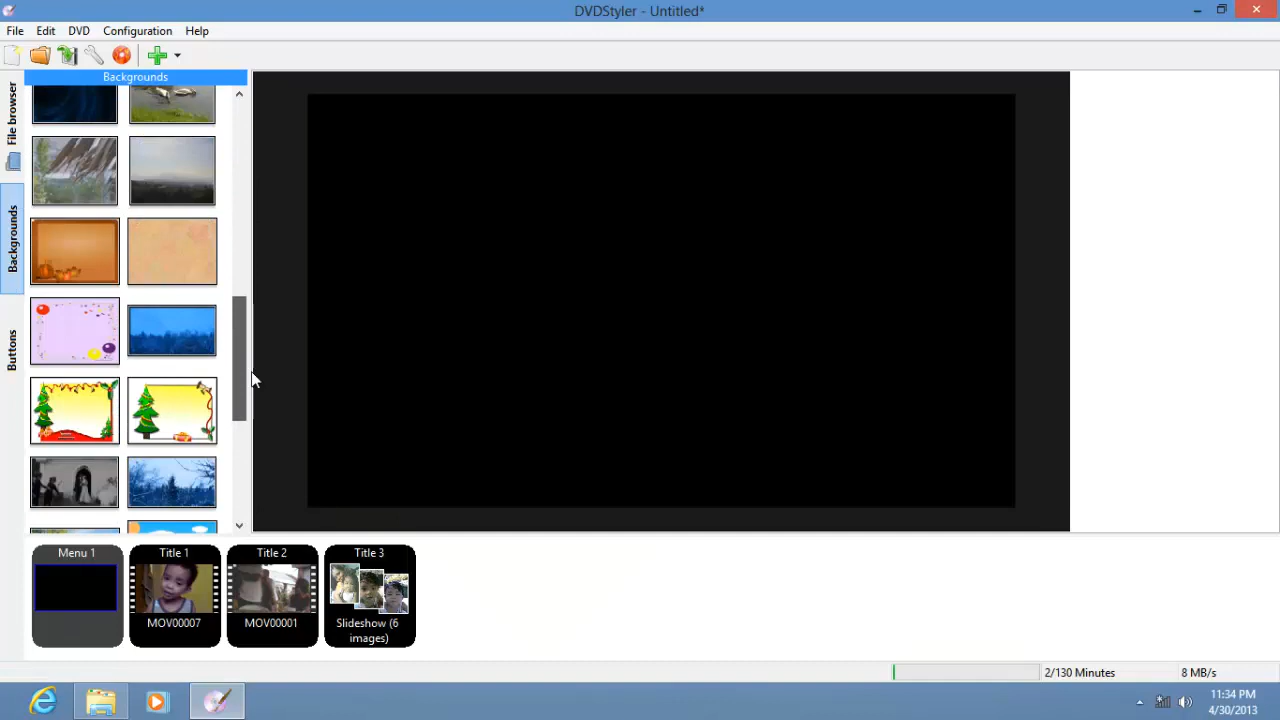 DVDStyler - Untitled*
File Edit DVD Configuration Help
Backgrounds
File browser
Backgrounds
Buttons
Menu 1
Title 1
MOV00007
Title 2
MOV00001
Title 3
Slideshow (6
images)
2/130 Minutes
8 MB/s
11:34 PM
4/30/2013